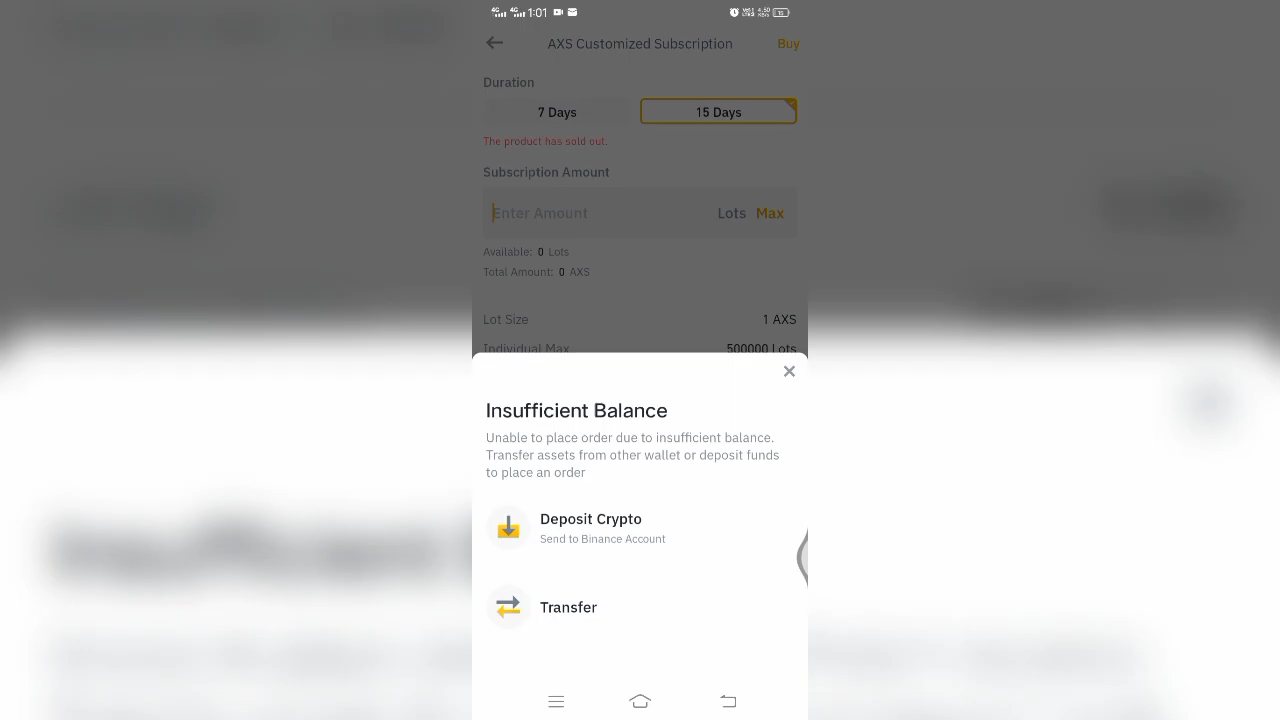 4G 4G 1:01
AXS Customized Subscription Buy
Duration
7 Days 15 Days
The product has sold out.
Subscription Amount
Enter Amount Lots Max
Available: 0 Lots
Total Amount: 0 AXS
Lot Size 1 AXS
Individual Max 500000 Lots
Insufficient Balance
Unable to place order due to insufficient balance.
Transfer assets from other wallet or deposit funds
to place an order
Deposit Crypto
Send to Binance Account
Transfer